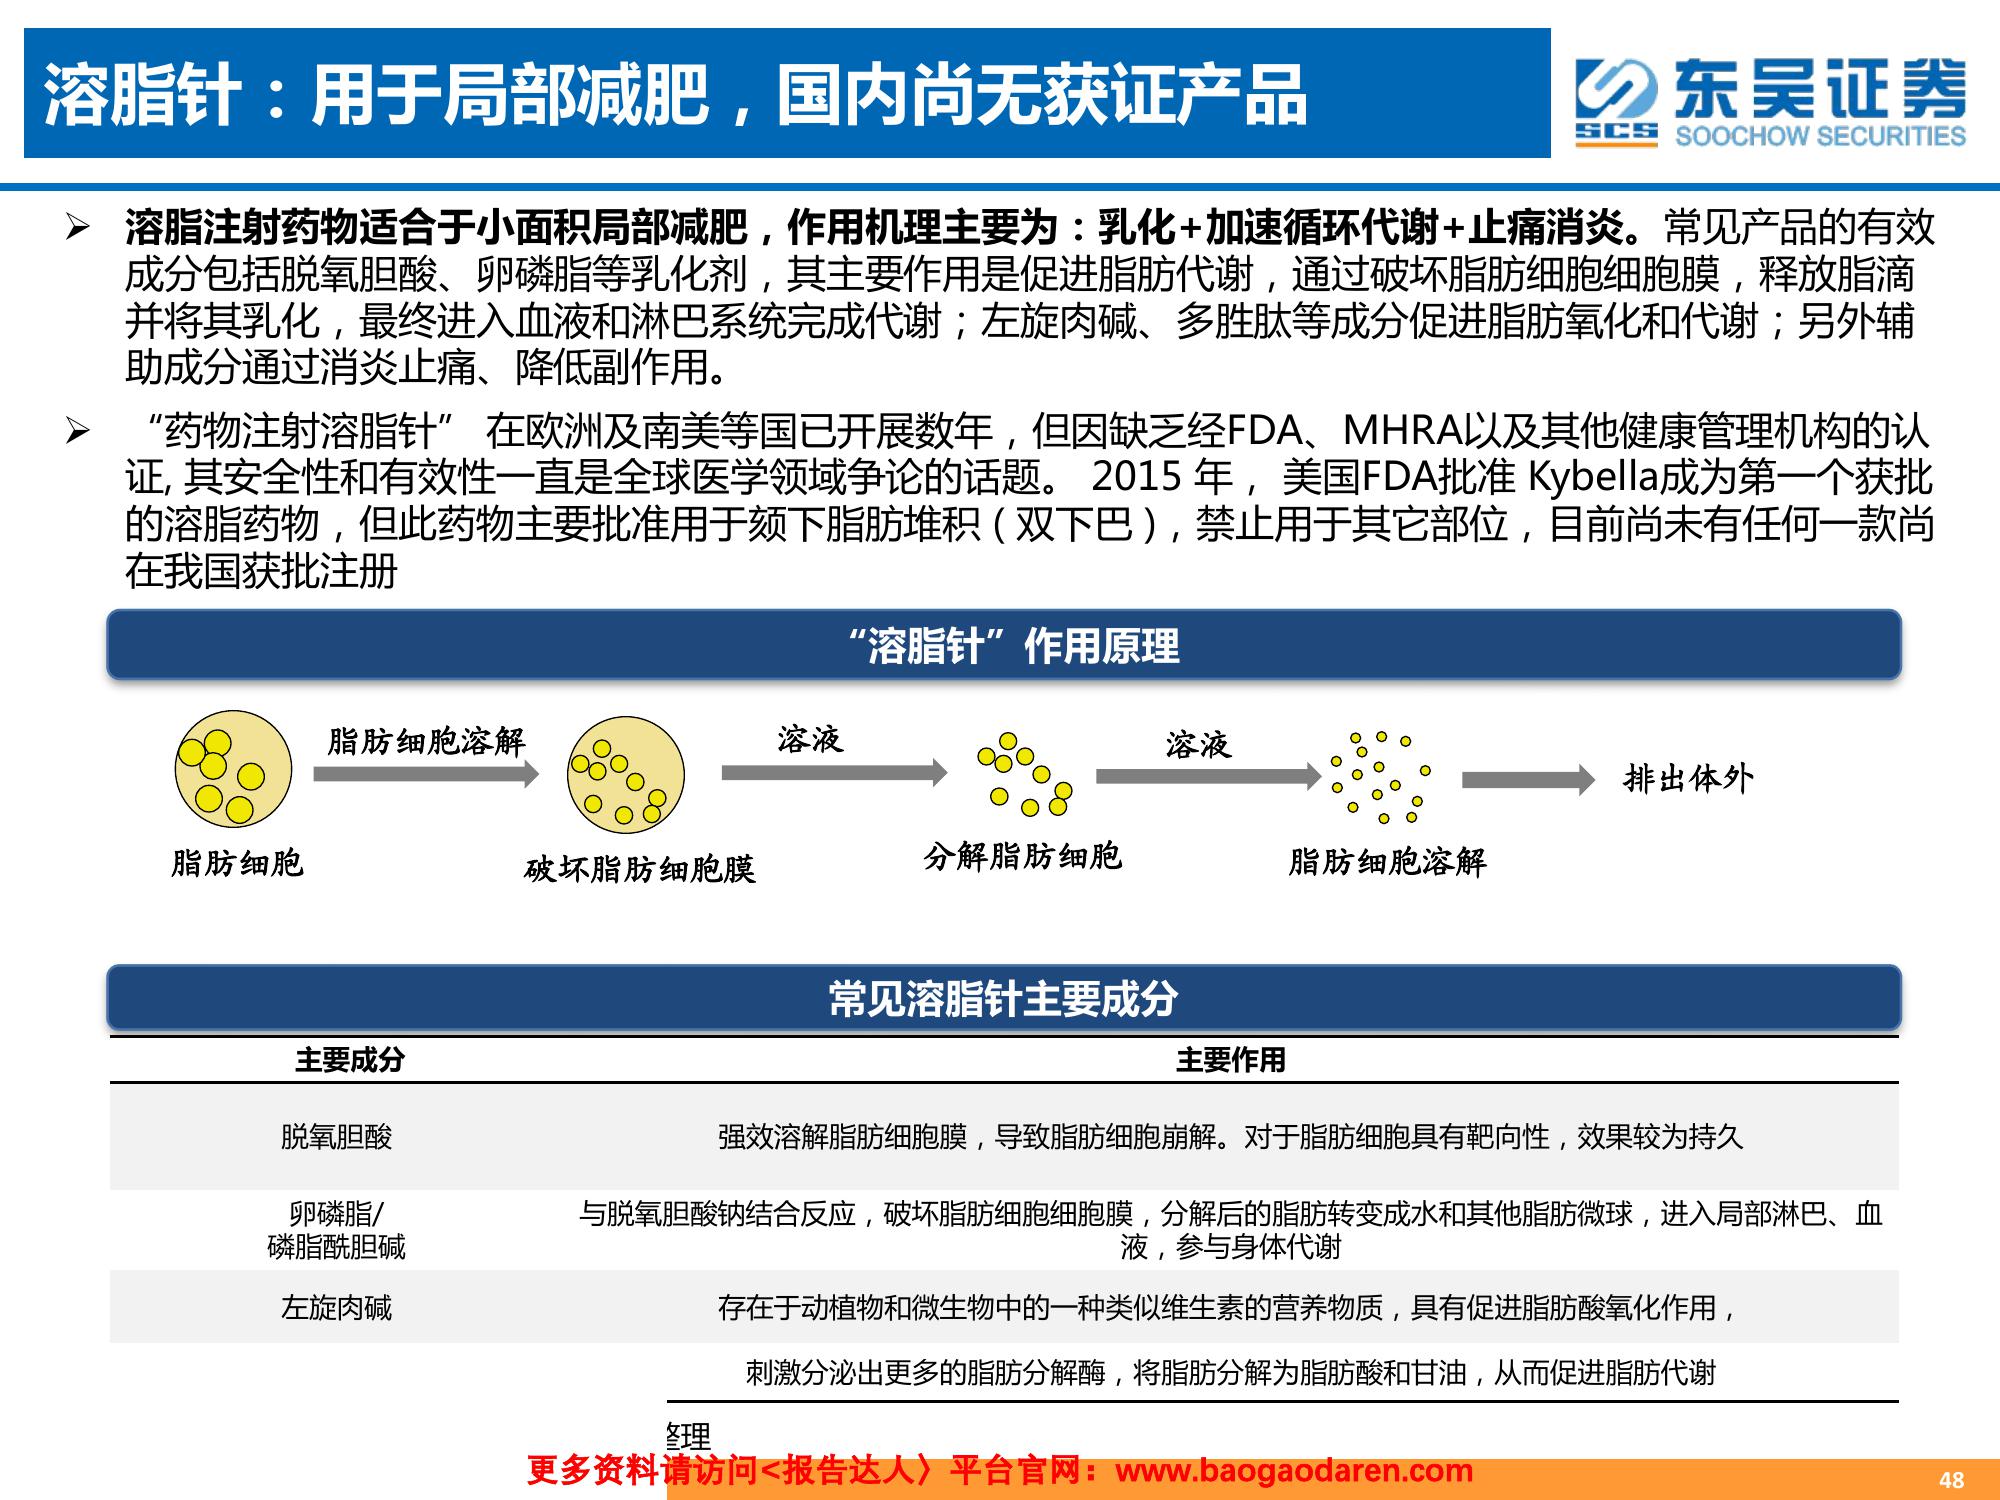 溶脂针：用于局部减肥，国内尚无获证产品
东吴证券
SCS
SOOCHOW SECURITIES
溶脂注射药物适合于小面积局部减肥，作用机理主要为：乳化+加速循环代谢+止痛消炎。常见产品的有效
成分包括脱氧胆酸、卵磷脂等乳化剂，其主要作用是促进脂肪代谢，通过破坏脂肪细胞细胞膜，释放脂滴
并将其乳化，最终进入血液和淋巴系统完成代谢；左旋肉碱、多胜肽等成分促进脂肪氧化和代谢；另外辅
助成分通过消炎止痛、降低副作用。
“药物注射溶脂针” 在欧洲及南美等国已开展数年，但因缺乏经FDA、MHRA以及其他健康管理机构的认
证, 其安全性和有效性一直是全球医学领域争论的话题。 2015 年， 美国FDA批准 Kybella成为第一个获批
的溶脂药物，但此药物主要批准用于颏下脂肪堆积（双下巴），禁止用于其它部位，目前尚未有任何一款尚
在我国获批注册
“溶脂针”作用原理
脂肪细胞溶解
溶液
溶液
排出体外
脂肪细胞
破坏脂肪细胞膜
分解脂肪细胞
脂肪细胞溶解
常见溶脂针主要成分
主要成分 主要作用
脱氧胆酸 强效溶解脂肪细胞膜，导致脂肪细胞崩解。对于脂肪细胞具有靶向性，效果较为持久
卵磷脂/ 与脱氧胆酸钠结合反应，破坏脂肪细胞细胞膜，分解后的脂肪转变成水和其他脂肪微球，进入局部淋巴、血
磷脂酰胆碱 液，参与身体代谢
左旋肉碱 存在于动植物和微生物中的一种类似维生素的营养物质，具有促进脂肪酸氧化作用，
刺激分泌出更多的脂肪分解酶，将脂肪分解为脂肪酸和甘油，从而促进脂肪代谢
整理
更多资料请访问<报告达人〉平台官网：www.baogaodaren.com
48